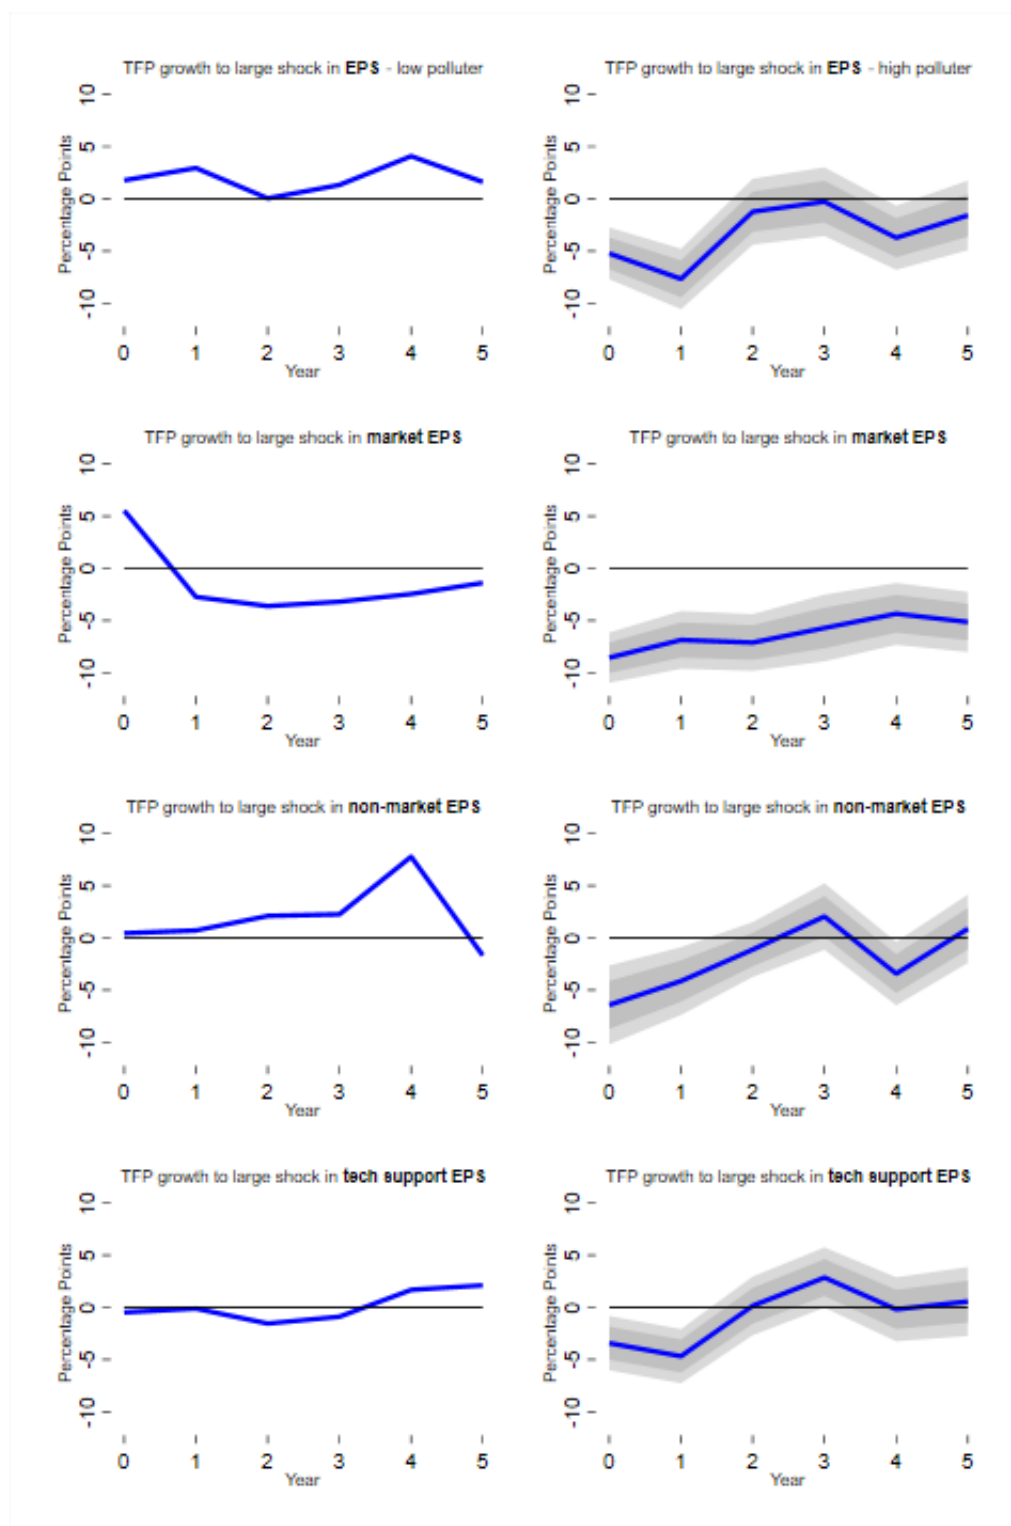 TFP growth to large shock in EPS - low polluter
Percentage Points
10
5
0
-5
-10
0 1 2 3 4 5
Year
TFP growth to large shock in EPS - high polluter
Percentage Points
10
5
0
-5
-10
0 1 2 3 4 5
Year
TFP growth to large shock in market EPS
Percentage Points
10
5
0
-5
-10
0 1 2 3 4 5
Year
TFP growth to large shock in market EPS
Percentage Points
10
5
0
-5
-10
0 1 2 3 4 5
Year
TFP growth to large shock in non-market EPS
Percentage Points
10
5
0
-5
-10
0 1 2 3 4 5
Year
TFP growth to large shock in non-market EPS
Percentage Points
10
5
0
-5
-10
0 1 2 3 4 5
Year
TFP growth to large shock in tech support EPS
Percentage Points
10
5
0
-5
-10
0 1 2 3 4 5
Year
TFP growth to large shock in tech support EPS
Percentage Points
10
5
0
-5
-10
0 1 2 3 4 5
Year